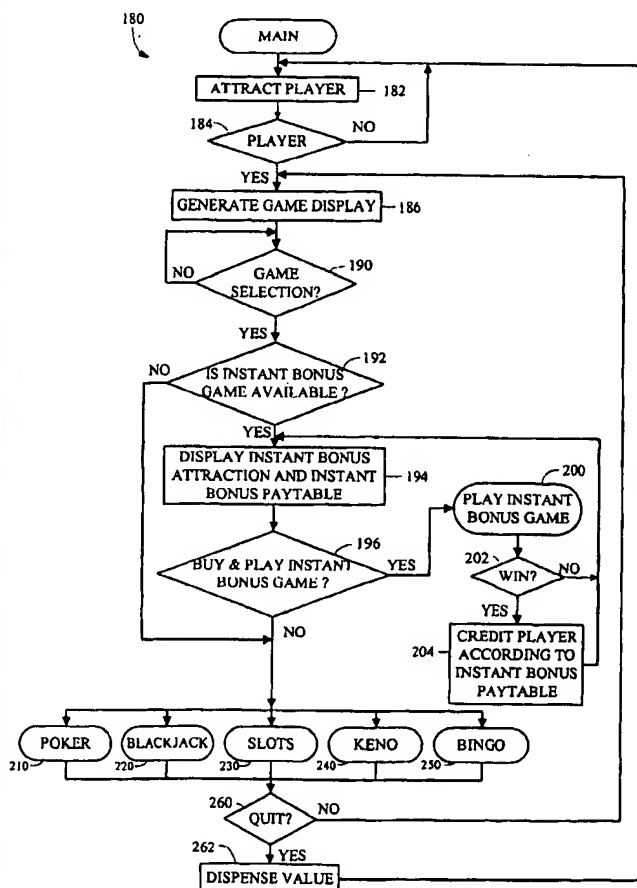 180
MAIN
ATTRACT PLAYER
182
184
PLAYER
NO
YES
GENERATE GAME DISPLAY
186
190
GAME
SELECTION?
NO
YES
192
NO
IS INSTANT BONUS
GAME AVAILABLE ?
YES
DISPLAY INSTANT BONUS
ATTRACTION AND INSTANT
BONUS PAYTABLE
194
200
PLAY INSTANT
BONUS GAME
196
BUY & PLAY INSTANT
BONUS GAME ?
YES
202
WIN?
NO
YES
NO
204
CREDIT PLAYER
ACCORDING TO
INSTANT BONUS
PAYTABLE
POKER
BLACKJACK
SLOTS
KENO
BINGO
210
220
230
240
250
260
QUIT?
NO
YES
262
DISPENSE VALUE